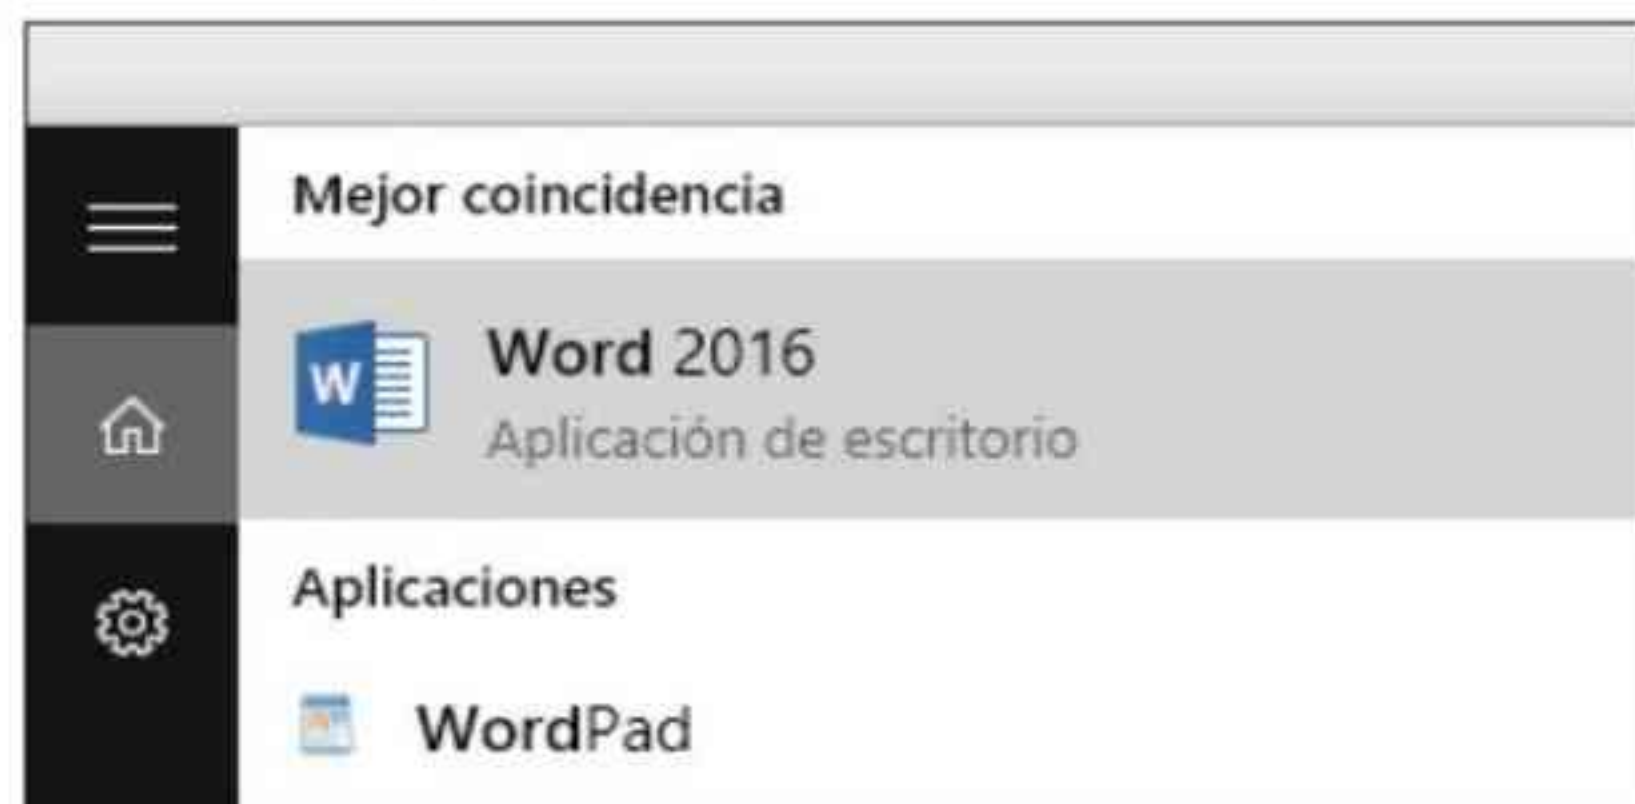 Mejor coincidencia
W
Word 2016
Aplicación de escritorio
Aplicaciones
WordPad